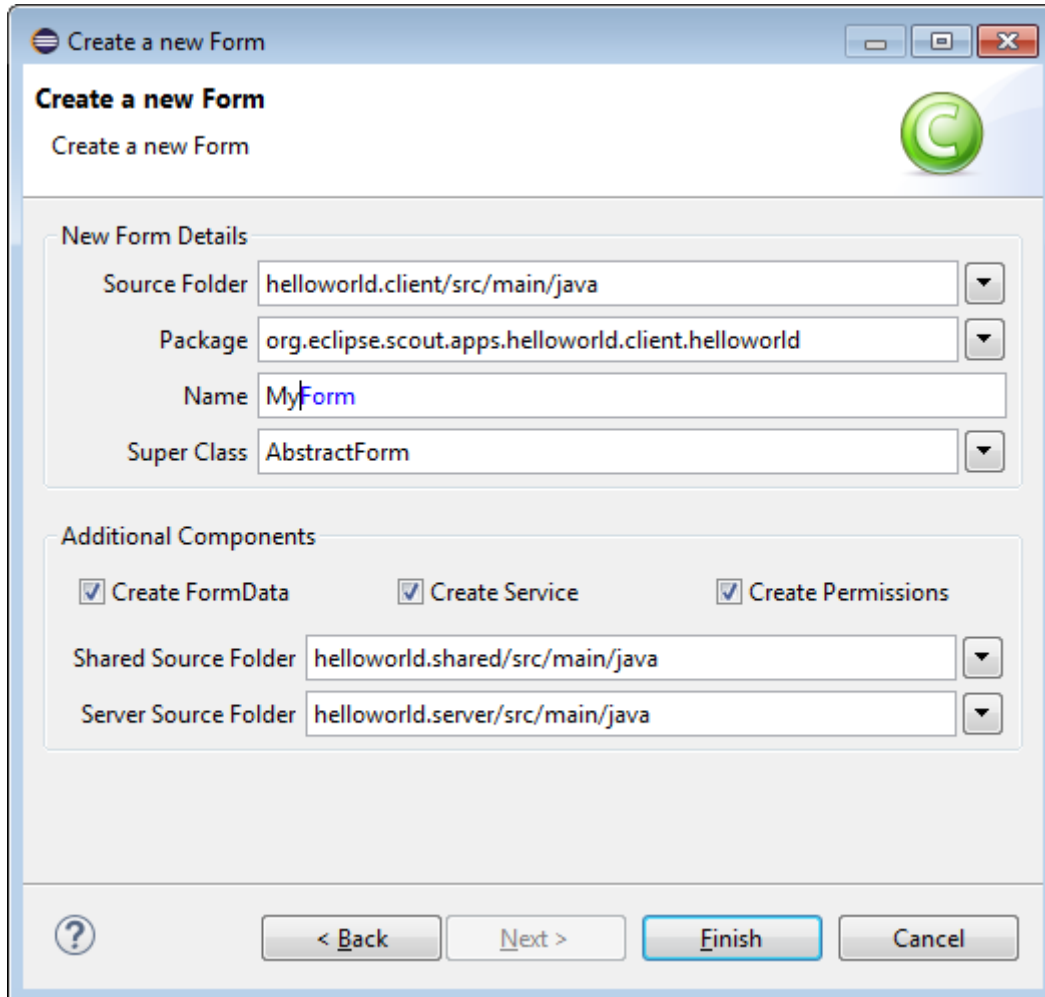 Create a new Form
Create a new Form
Create a new Form
New Form Details
Source Folder helloworld.client/src/main/java
Package org.eclipse.scout.apps.helloworld.client.helloworld
Name MyForm
Super Class AbstractForm
Additional Components
Create FormData Create Service Create Permissions
Shared Source Folder helloworld.shared/src/main/java
Server Source Folder helloworld.server/src/main/java
< Back Next > Finish Cancel